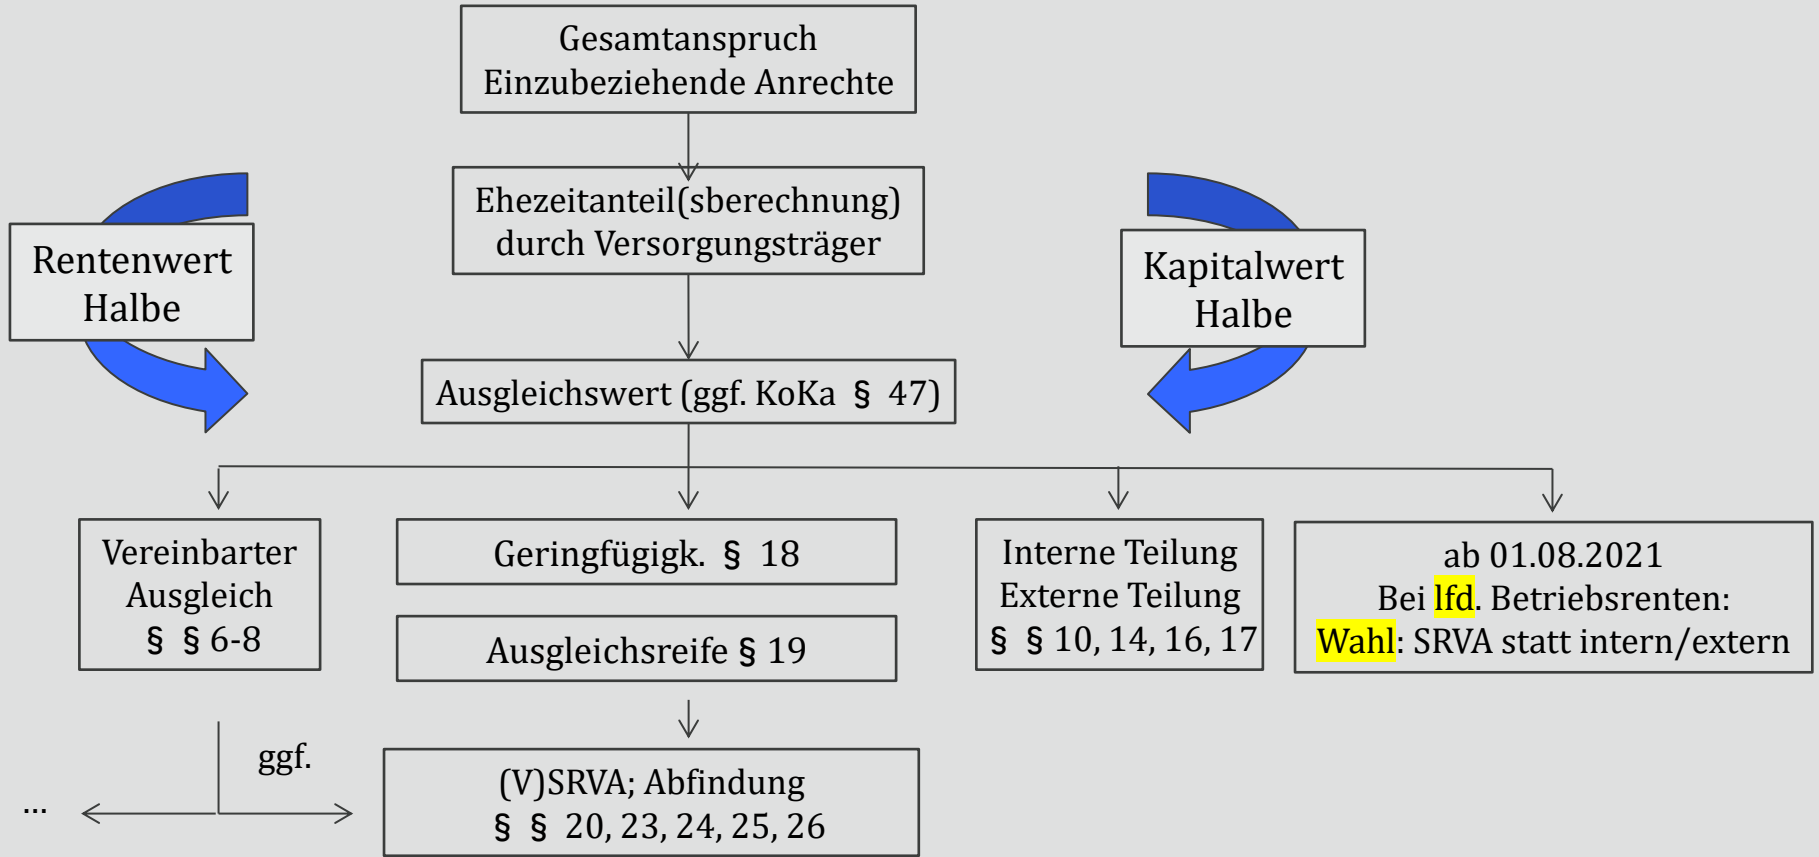 Gesamtanspruch
Einzubeziehende Anrechte
Ehezeitanteil(sberechnung)
durch Versorgungsträger
Rentenwert
Halbe
Kapitalwert
Halbe
Ausgleichswert (ggf. KoKa § 47)
Vereinbarter
Ausgleich
§ § 6-8
Geringfügigk. § 18
Ausgleichsreife § 19
Interne Teilung
Externe Teilung
§ § 10, 14, 16, 17
ab 01.08.2021
Bei lfd. Betriebsrenten:
Wahl: SRVA statt intern/extern
ggf.
...
(V)SRVA; Abfindung
§ § 20, 23, 24, 25, 26